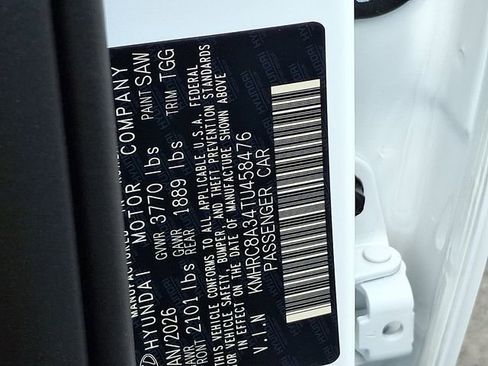 HYUNDAI MOTOR COMPANY
AN/2026 GVWR 3770 lbs PAINT SAW
GAWR GAWR TRIM TGG
FRONT 2101 lbs REAR 1889 lbs
THIS VEHICLE CONFORMS TO ALL APPLICABLE U.S.A. FEDERAL
VEHICLE SAFETY, BUMPER, AND THEFT PREVENTION STANDARDS
IN EFFECT ON THE DATE OF MANUFACTURE SHOWN ABOVE
V.I.N KMHRC8A34TU458476
PASSENGER CAR